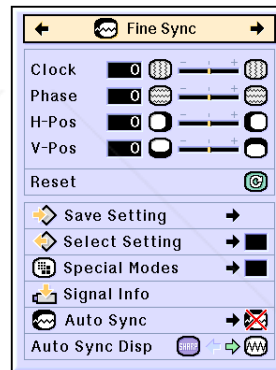 Fine Sync
Clock 0 - +
Phase 0 - +
H-Pos 0 - +
V-Pos 0 - +
Reset
Save Setting
Select Setting
Special Modes
Signal Info
Auto Sync
Auto Sync Disp